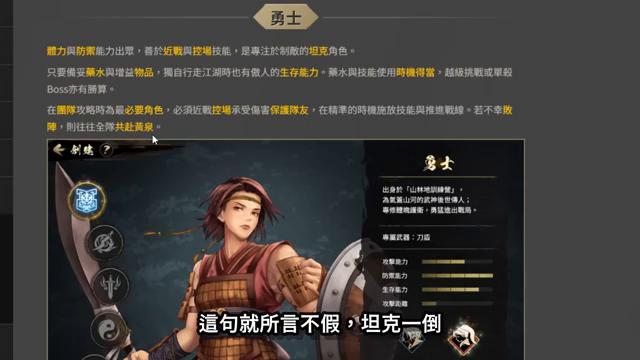 勇士
體力與防禦能力出眾，善於近戰與控場技能，是專注於制敵的坦克角色。
只要備妥藥水與增益物品，獨自行走江湖時也有傲人的生存能力。藥水與技能使用時機得當，越級挑戰或單殺
Boss亦有勝算。
在團隊攻略時為最必要角色，必須近戰控場承受傷害保護隊友，在精準的時機施放技能與推進戰線。若不幸敗
陣，則往往全隊共赴黃泉。
創建
?
勇士
出身於「山林地訓練營」，
為氣蓋山河的武神後世傳人；
專修體魄護衛，勇猛進出戰局。
專屬武器：刀盾
攻擊能力
防禦能力
生存能力
攻擊距離
這句就所言不假，坦克一倒